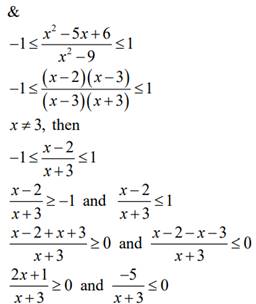 &
−1 ≤ (x² − 5x + 6)/(x² − 9) ≤ 1
−1 ≤ ((x − 2)(x − 3))/((x − 3)(x + 3)) ≤ 1
x ≠ 3, then
−1 ≤ (x − 2)/(x + 3) ≤ 1
(x − 2)/(x + 3) ≥ −1 and (x − 2)/(x + 3) ≤ 1
(x − 2 + x + 3)/(x + 3) ≥ 0 and (x − 2 − x − 3)/(x + 3) ≤ 0
(2x + 1)/(x + 3) ≥ 0 and (−5)/(x + 3) ≤ 0